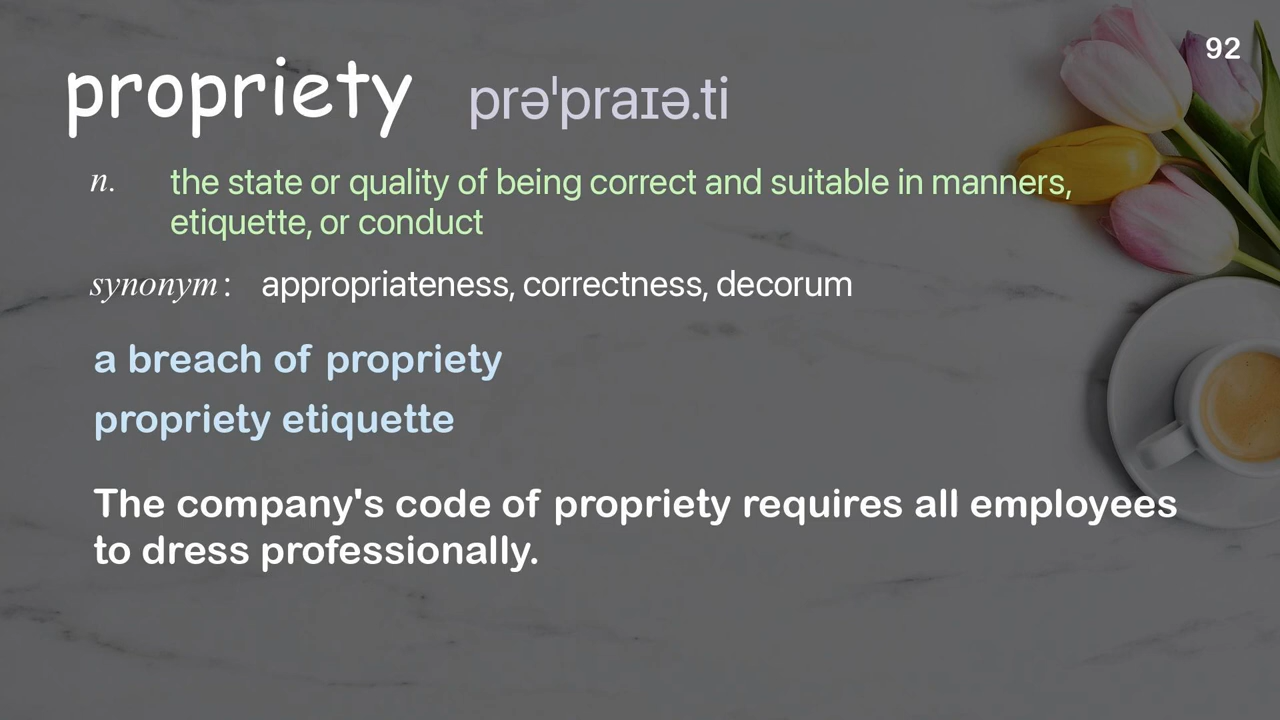 92
propriety prəˈpraɪə.ti
n. the state or quality of being correct and suitable in manners,
etiquette, or conduct
synonym : appropriateness, correctness, decorum
a breach of propriety
propriety etiquette
The company's code of propriety requires all employees
to dress professionally.